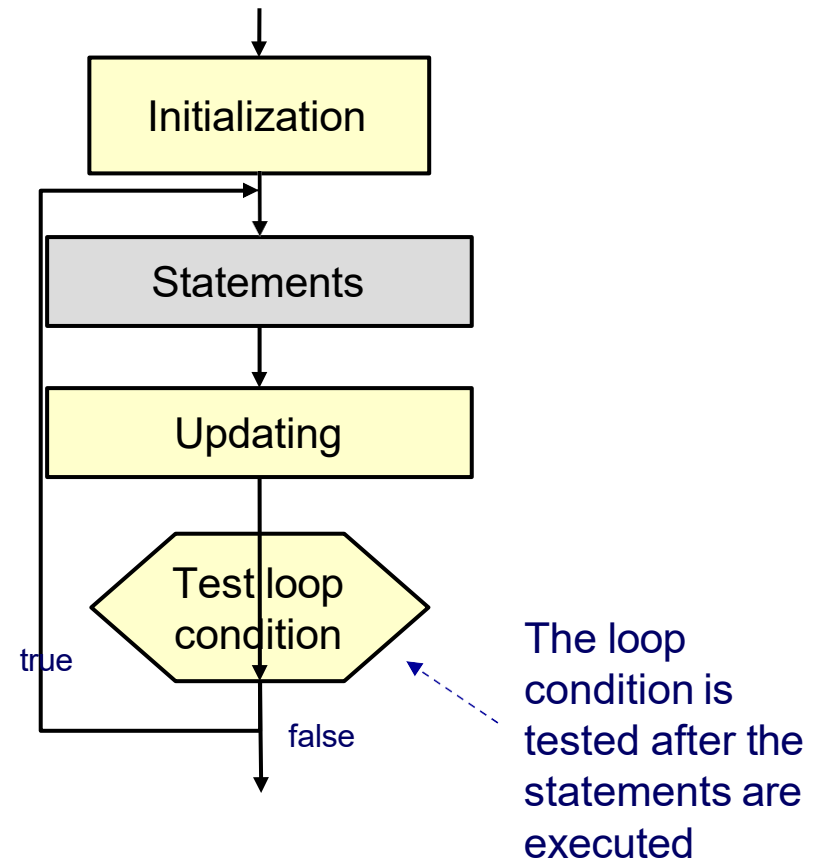 Initialization
Statements
Updating
Test loop
condition
true
false
The loop
condition is
tested after the
statements are
executed